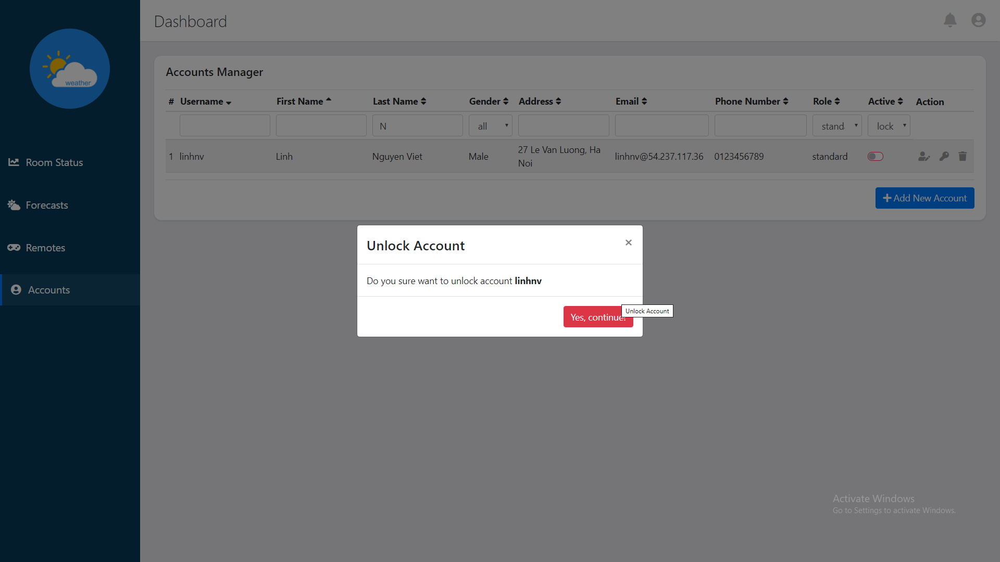 Dashboard
weather
Accounts Manager
# Username First Name Last Name Gender Address Email Phone Number Role Active Action
N all stand lock
1 linhnv Linh Nguyen Viet Male 27 Le Van Luong, Ha Noi linhnv@54.237.117.36 0123456789 standard
Add New Account
Room Status
Forecasts
Remotes
Accounts
Unlock Account
×
Do you sure want to unlock account linhnv
Yes, continue!
Unlock Account
Activate Windows
Go to Settings to activate Windows.